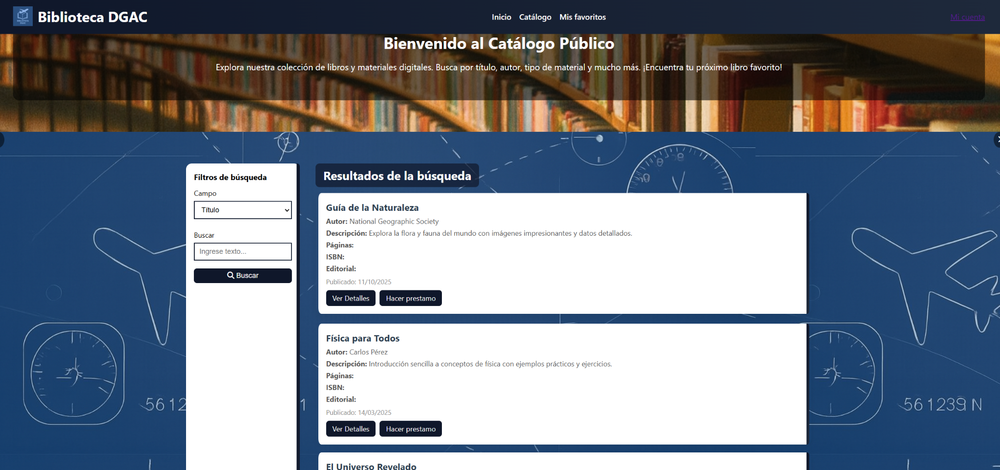 Biblioteca DGAC
Inicio Catálogo Mis favoritos
Mi cuenta
Bienvenido al Catálogo Público
Explora nuestra colección de libros y materiales digitales. Busca por título, autor, tipo de material y mucho más. ¡Encuentra tu próximo libro favorito!
Filtros de búsqueda
Campo
Título
Buscar
Ingrese texto...
Buscar
Resultados de la búsqueda
Guía de la Naturaleza
Autor: National Geographic Society
Descripción: Explora la flora y fauna del mundo con imágenes impresionantes y datos detallados.
Páginas:
ISBN:
Editorial:
Publicado: 11/10/2025
Ver Detalles Hacer prestamo
Física para Todos
Autor: Carlos Pérez
Descripción: Introducción sencilla a conceptos de física con ejemplos prácticos y ejercicios.
Páginas:
ISBN:
Editorial:
Publicado: 14/03/2025
Ver Detalles Hacer prestamo
El Universo Revelado
561239 N